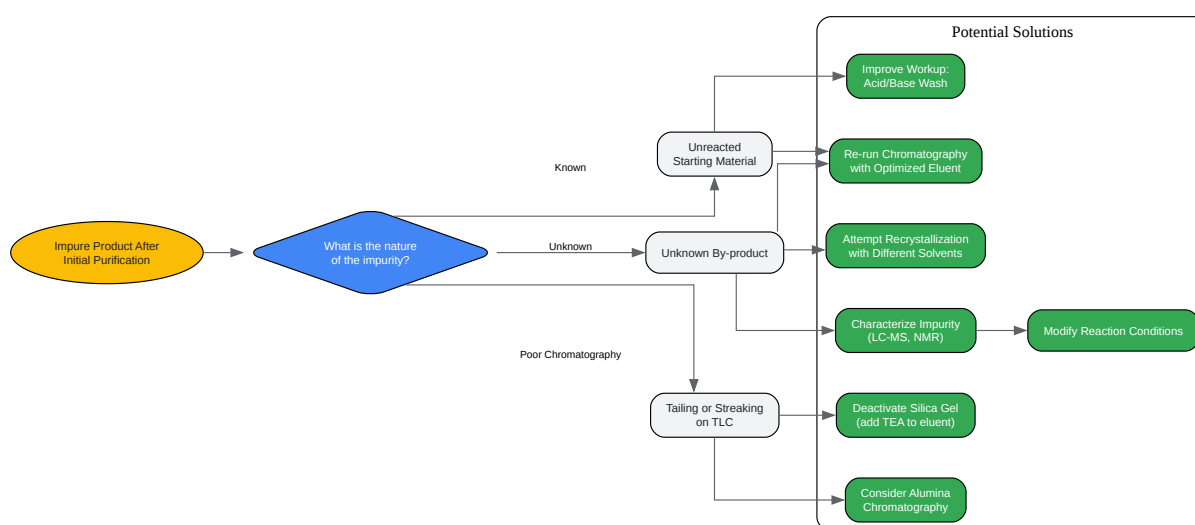 Potential Solutions
Improve Workup:
Acid/Base Wash
Unreacted
Starting Material
Re-run Chromatography
with Optimized Eluent
Known
Impure Product After
Initial Purification
What is the nature
of the impurity?
Unknown
Unknown By-product
Attempt Recrystallization
with Different Solvents
Characterize Impurity
(LC-MS, NMR)
Modify Reaction Conditions
Poor Chromatography
Tailing or Streaking
on TLC
Deactivate Silica Gel
(add TEA to eluent)
Consider Alumina
Chromatography